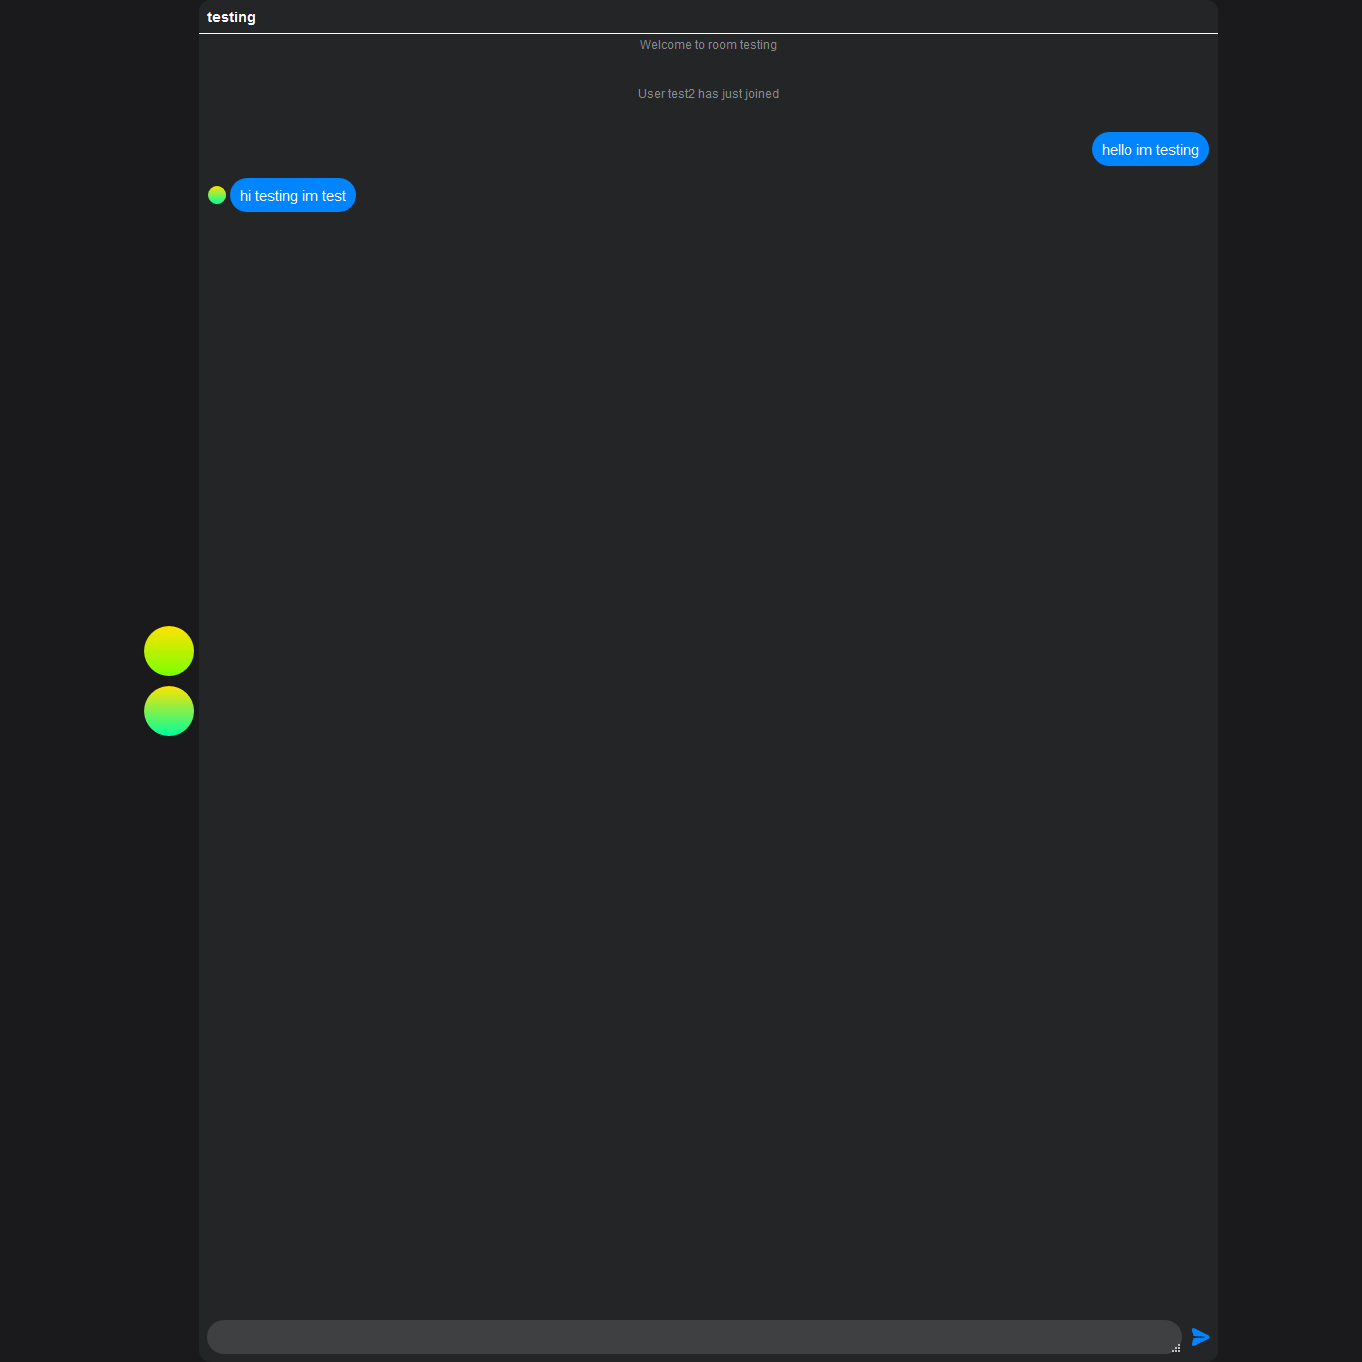 testing
Welcome to room testing
User test2 has just joined
hello im testing
hi testing im test